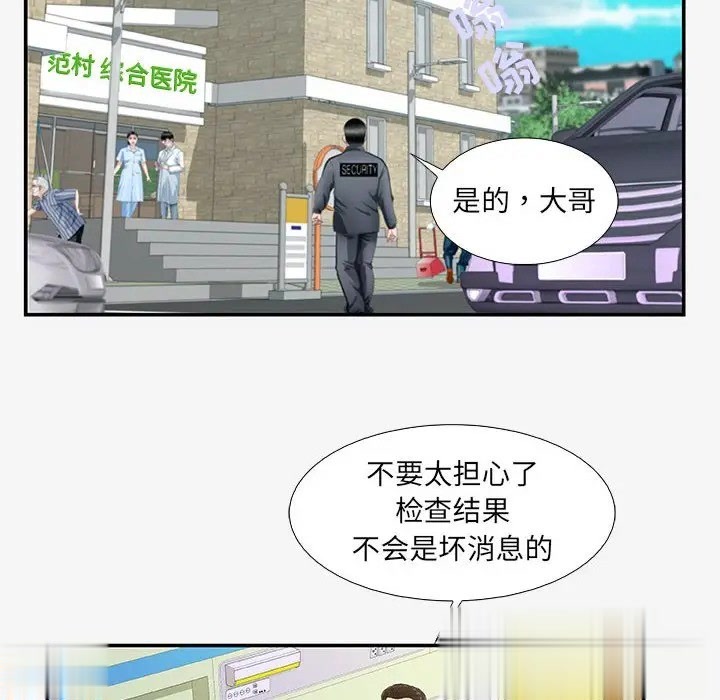 嗡
嗡
范村 综合医院
SECURITY
是的，大哥
不要太担心了
检查结果
不会是坏消息的